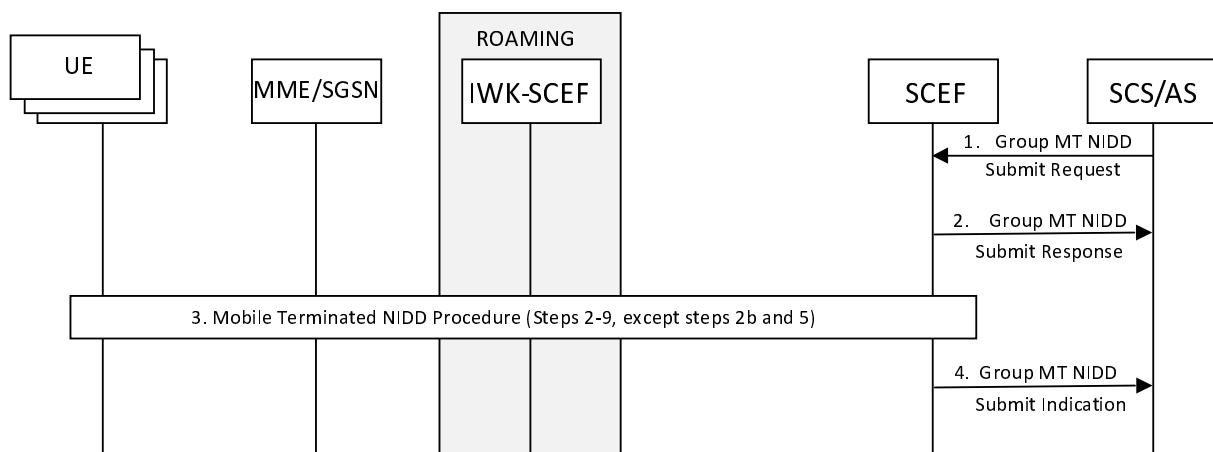 ROAMING
UE
MME/SGSN
IWK-SCEF
SCEF
SCS/AS
1. Group MT NIDD
Submit Request
2. Group MT NIDD
Submit Response
3. Mobile Terminated NIDD Procedure (Steps 2-9, except steps 2b and 5)
4. Group MT NIDD
Submit Indication